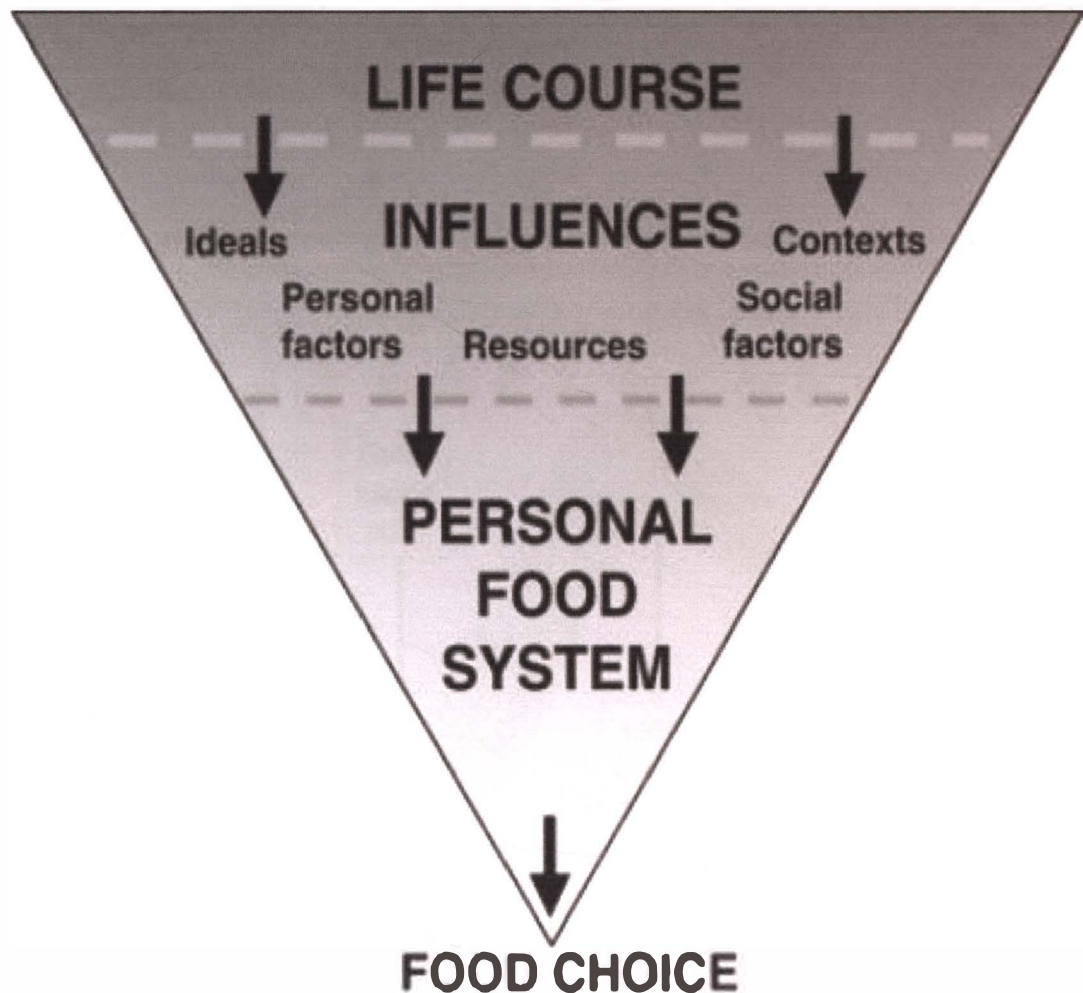 LIFE COURSE
INFLUENCES
Ideals
Contexts
Personal
factors
Resources
Social
factors
PERSONAL
FOOD
SYSTEM
FOOD CHOICE